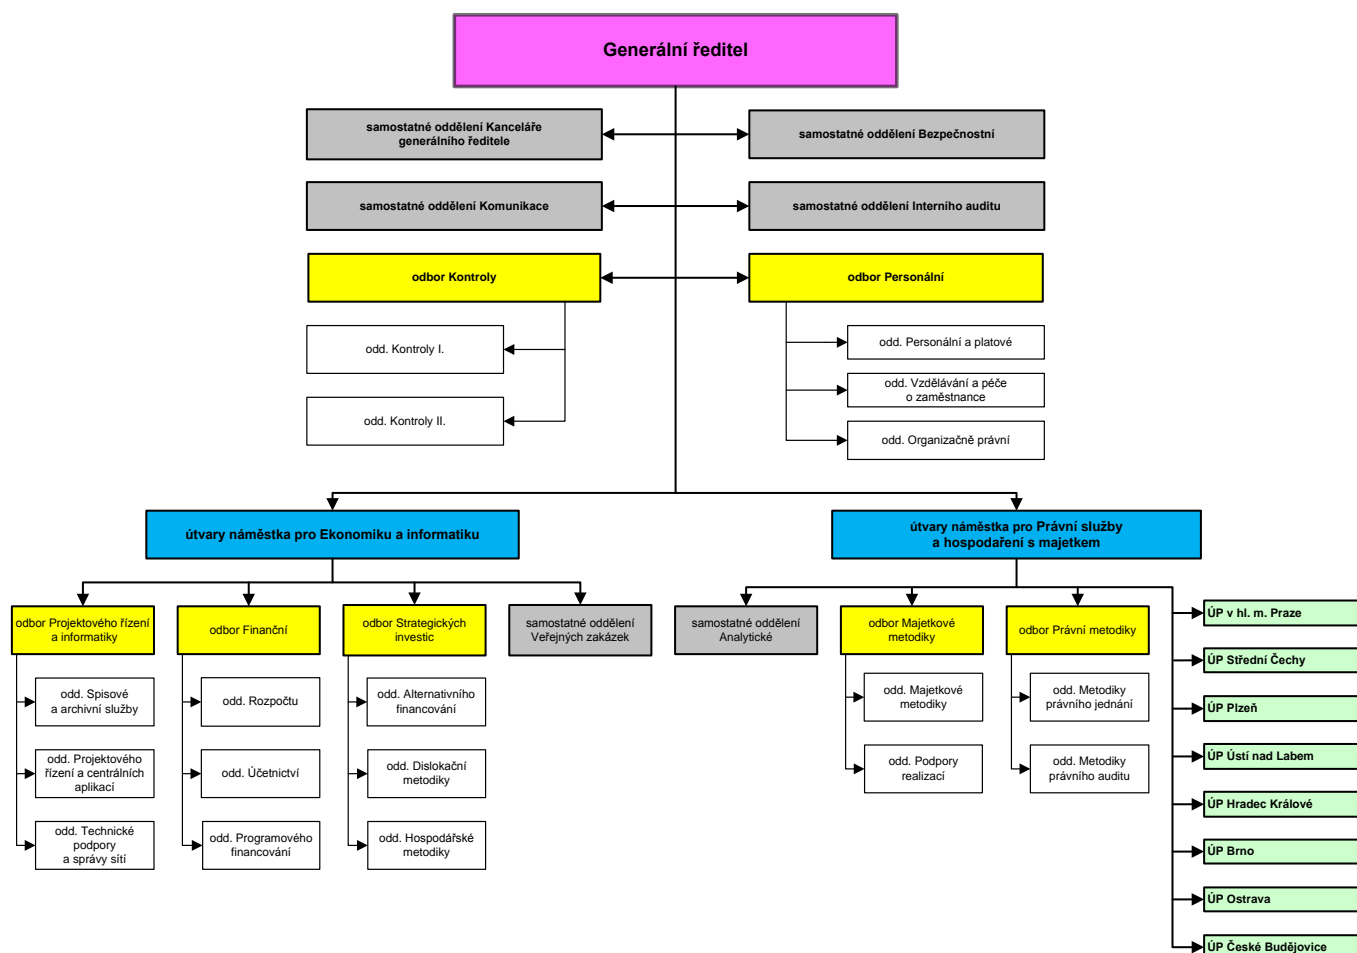 Generální ředitel
samostatné oddělení Kanceláře
generálního ředitele
samostatné oddělení Bezpečnostní
samostatné oddělení Komunikace
samostatné oddělení Interního auditu
odbor Kontroly
odbor Personální
odd. Kontroly I.
odd. Kontroly II.
odd. Personální a platové
odd. Vzdělávání a péče
o zaměstnance
odd. Organizačně právní
útvary náměstka pro Ekonomiku a informatiku
útvary náměstka pro Právní služby
a hospodaření s majetkem
odbor Projektového řízení
a informatiky
odd. Spisové
a archivní služby
odd. Projektového
řízení a centrálních
aplikací
odd. Technické
podpory
a správy sítí
odbor Finanční
odd. Rozpočtu
odd. Účetnictví
odd. Programového
financování
odbor Strategických
investic
odd. Alternativního
financování
odd. Dislokační
metodiky
odd. Hospodářské
metodiky
samostatné oddělení
Veřejných zakázek
samostatné oddělení
Analytické
odbor Majetkové
metodiky
odd. Majetkové
metodiky
odd. Podpory
realizací
odbor Právní metodiky
odd. Metodiky
právního jednání
odd. Metodiky
právního auditu
ÚP v hl. m. Praze
ÚP Střední Čechy
ÚP Plzeň
ÚP Ústí nad Labem
ÚP Hradec Králové
ÚP Brno
ÚP Ostrava
ÚP České Budějovice